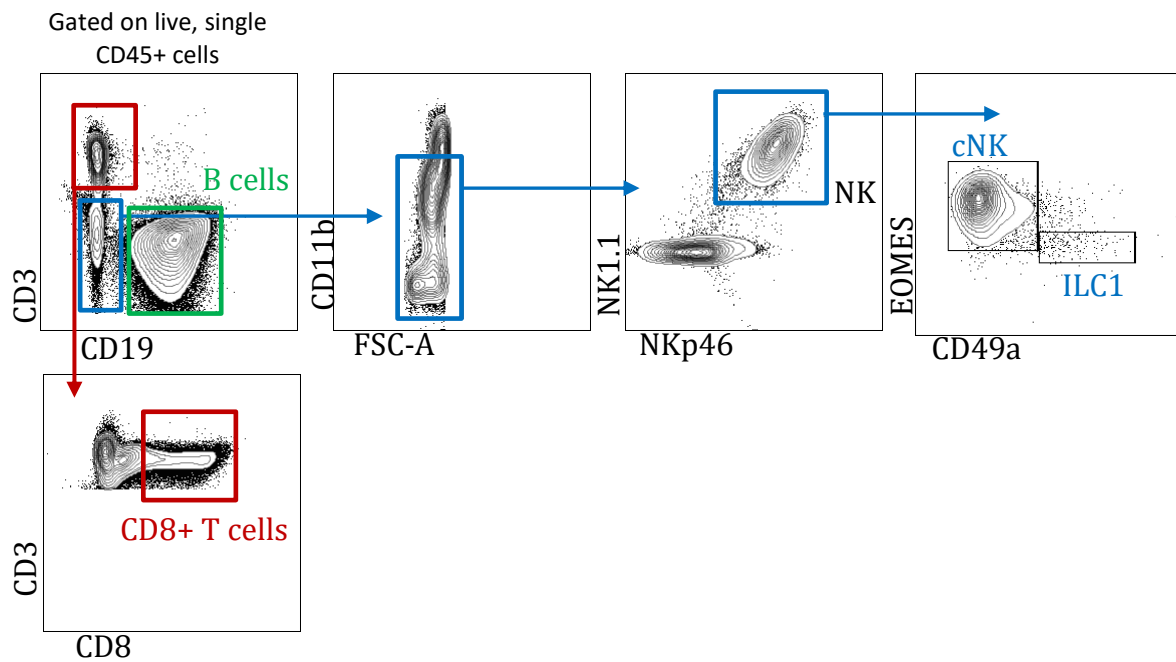 Gated on live, single
CD45+ cells
CD3
CD19
B cells
CD11b
FSC-A
NK1.1
NKp46
NK
EOMES
CD49a
cNK
ILC1
CD3
CD8
CD8+ T cells